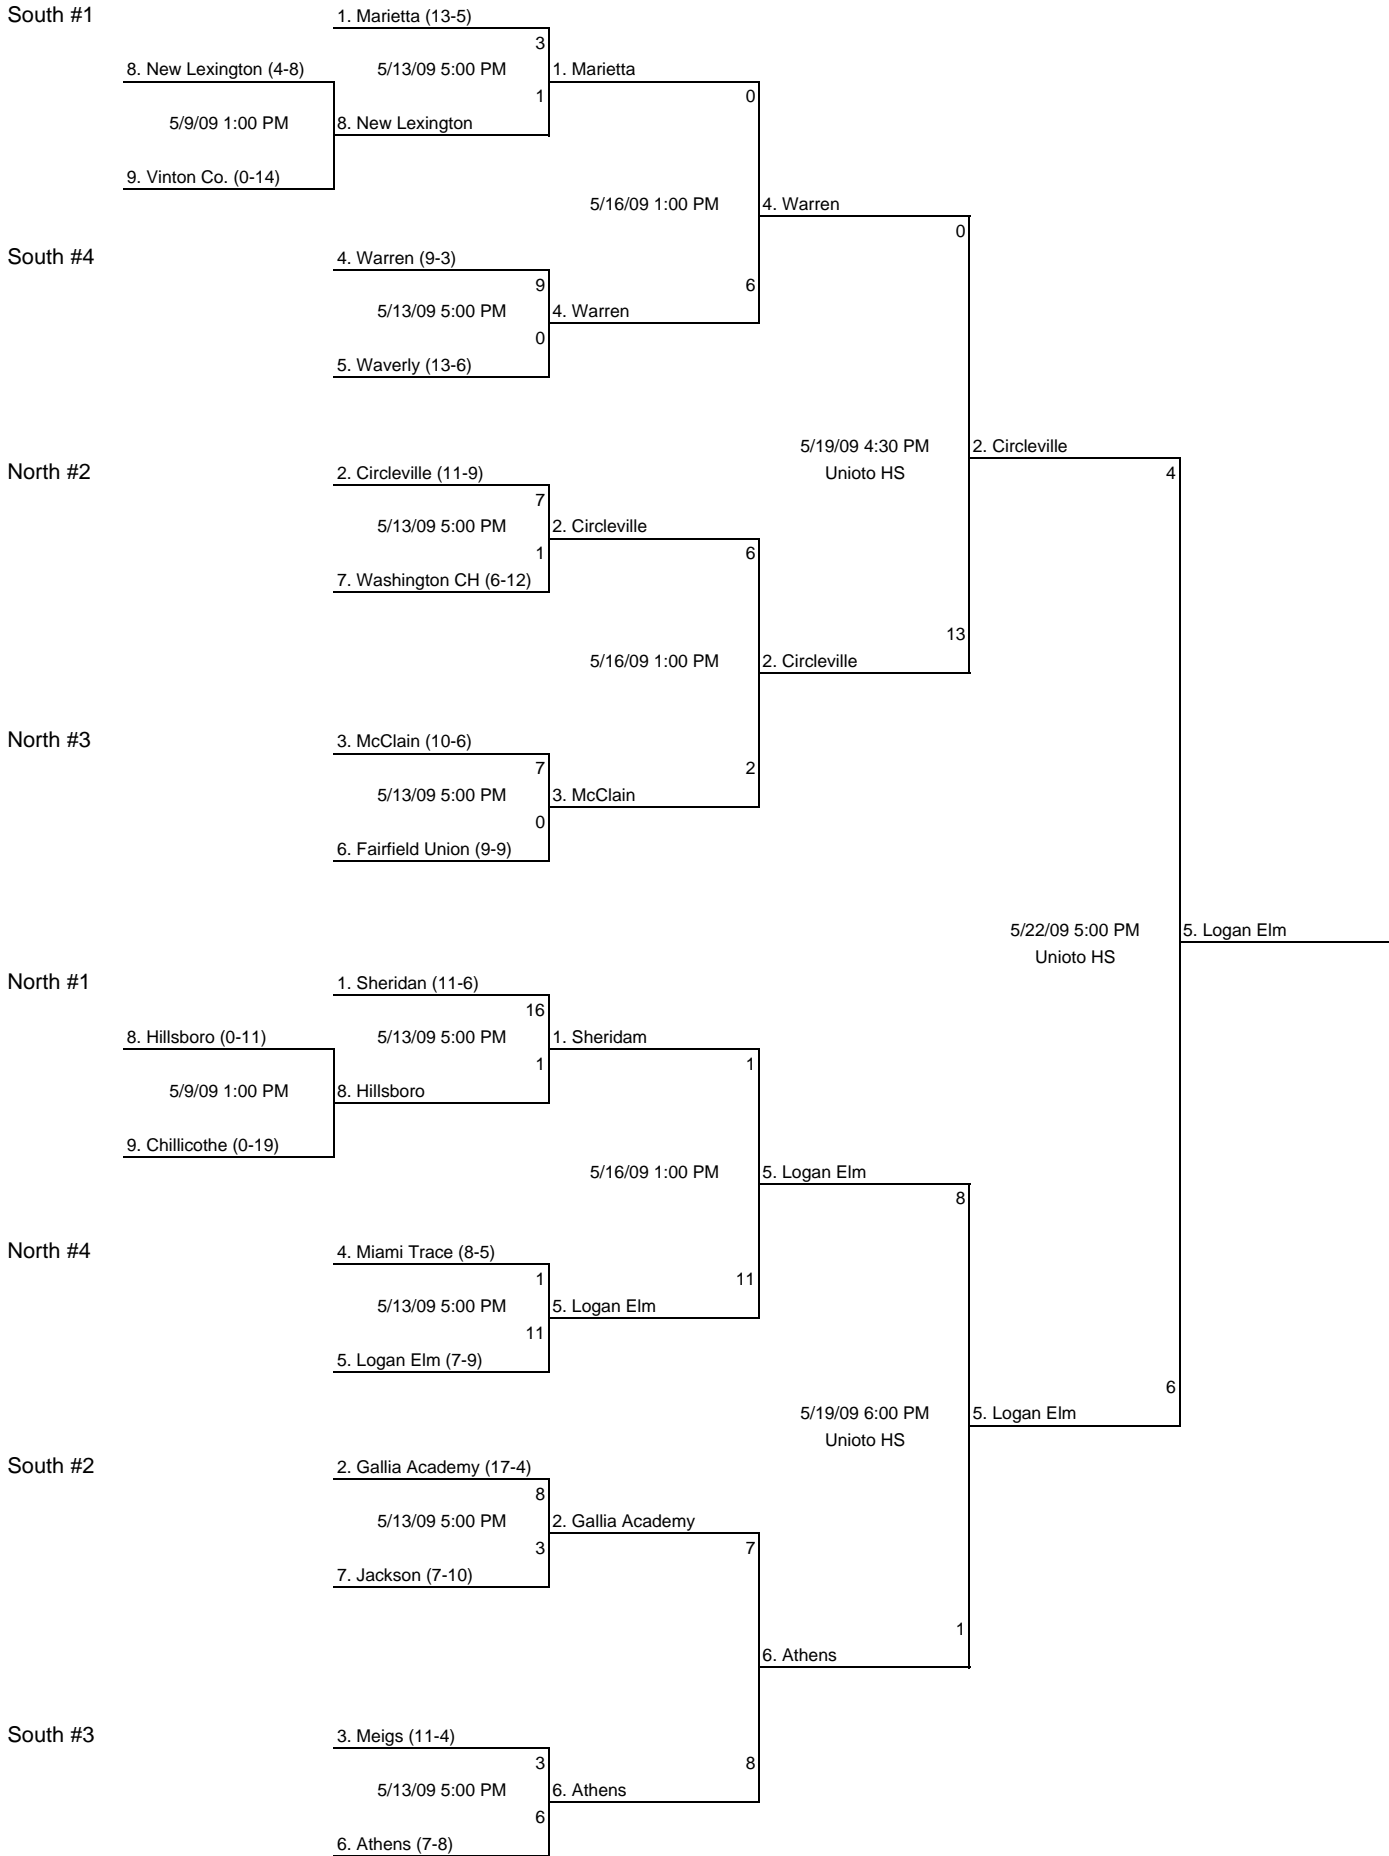 South #1
1. Marietta (13-5)
3
8. New Lexington (4-8)
5/13/09 5:00 PM
1. Marietta
1
0
5/9/09 1:00 PM
8. New Lexington
9. Vinton Co. (0-14)
5/16/09 1:00 PM
4. Warren
0
South #4
4. Warren (9-3)
9
6
5/13/09 5:00 PM
4. Warren
0
5. Waverly (13-6)
5/19/09 4:30 PM
2. Circleville
North #2
2. Circleville (11-9)
Unioto HS
4
7
5/13/09 5:00 PM
2. Circleville
1
6
7. Washington CH (6-12)
13
5/16/09 1:00 PM
2. Circleville
North #3
3. McClain (10-6)
7
2
5/13/09 5:00 PM
3. McClain
0
6. Fairfield Union (9-9)
5/22/09 5:00 PM
5. Logan Elm
Unioto HS
North #1
1. Sheridan (11-6)
16
8. Hillsboro (0-11)
5/13/09 5:00 PM
1. Sheridam
1
1
5/9/09 1:00 PM
8. Hillsboro
9. Chillicothe (0-19)
5/16/09 1:00 PM
5. Logan Elm
8
North #4
4. Miami Trace (8-5)
1
11
5/13/09 5:00 PM
5. Logan Elm
11
5. Logan Elm (7-9)
6
5/19/09 6:00 PM
5. Logan Elm
Unioto HS
South #2
2. Gallia Academy (17-4)
8
5/13/09 5:00 PM
2. Gallia Academy
3
7
7. Jackson (7-10)
1
6. Athens
South #3
3. Meigs (11-4)
3
8
5/13/09 5:00 PM
6. Athens
6
6. Athens (7-8)